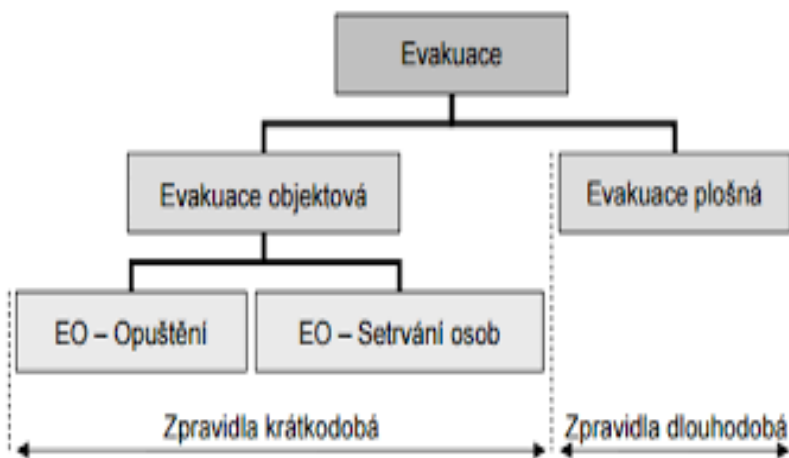 Evakuace
Evakuace objektová
Evakuace plošná
EO – Opuštění
EO – Setrvání osob
Zpravidla krátkodobá
Zpravidla dlouhodobá